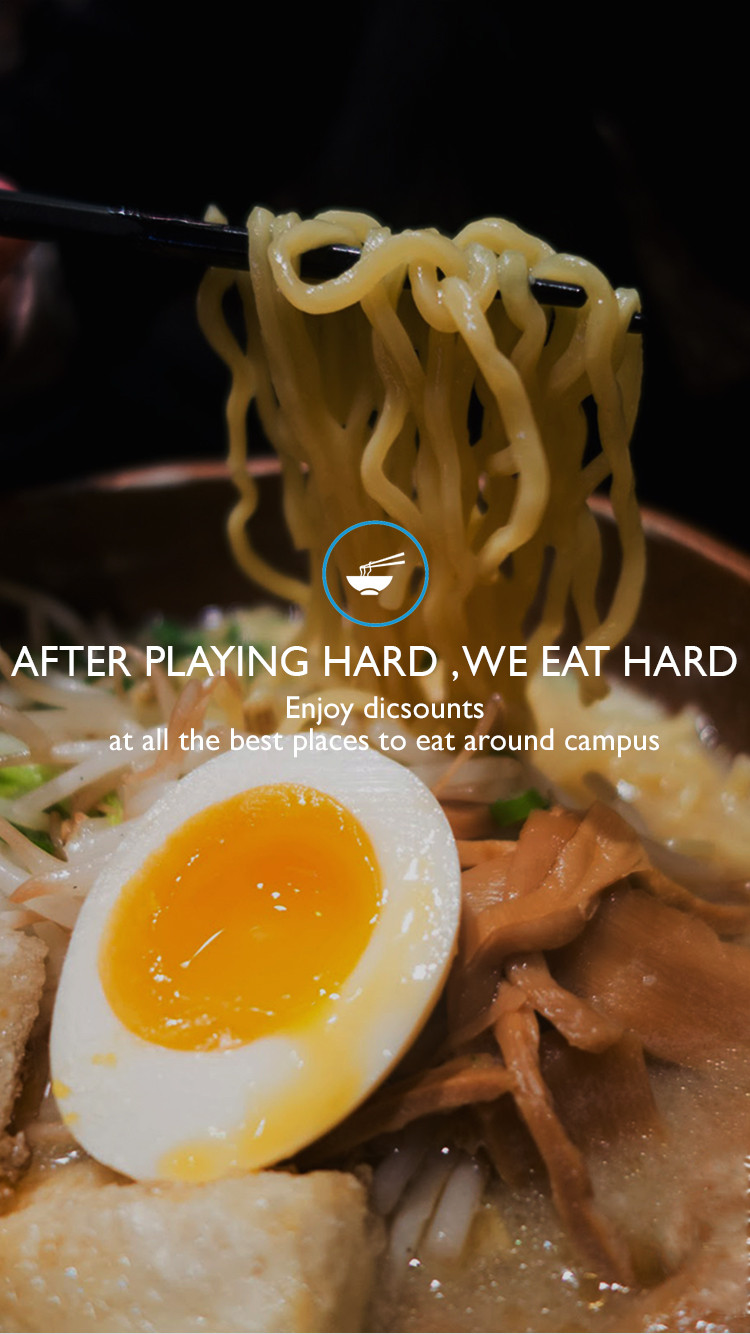 AFTER PLAYING HARD ,WE EAT HARD
Enjoy dicsounts
at all the best places to eat around campus